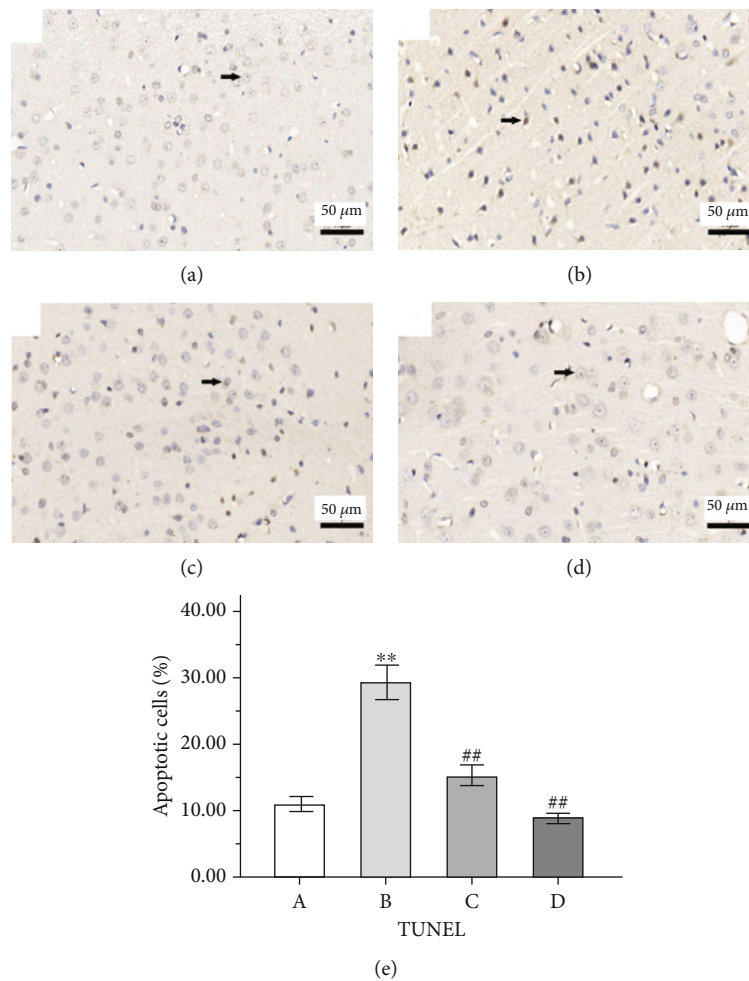 50 μm
50 μm
(a)
(b)
50 μm
50 μm
(c)
(d)
40.00
30.00
20.00
10.00
0.00
Apoptotic cells (%)
**
##
##
A B C D
TUNEL
(e)